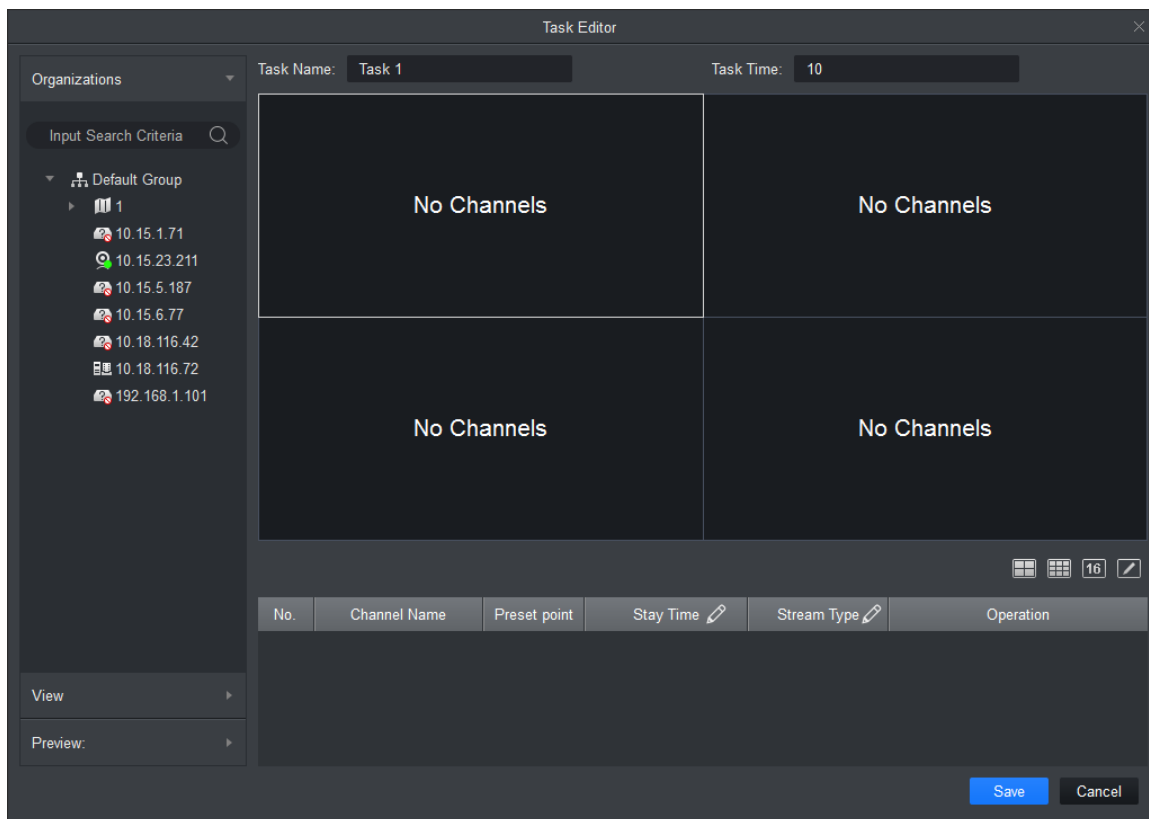 Task Editor
Organizations
Task Name: Task 1
Task Time: 10
Input Search Criteria
Default Group
1
10.15.1.71
10.15.23.211
10.15.5.187
10.15.6.77
10.18.116.42
10.18.116.72
192.168.1.101
No Channels
No Channels
No Channels
No Channels
16
No. Channel Name Preset point Stay Time Stream Type Operation
View
Preview:
Save Cancel